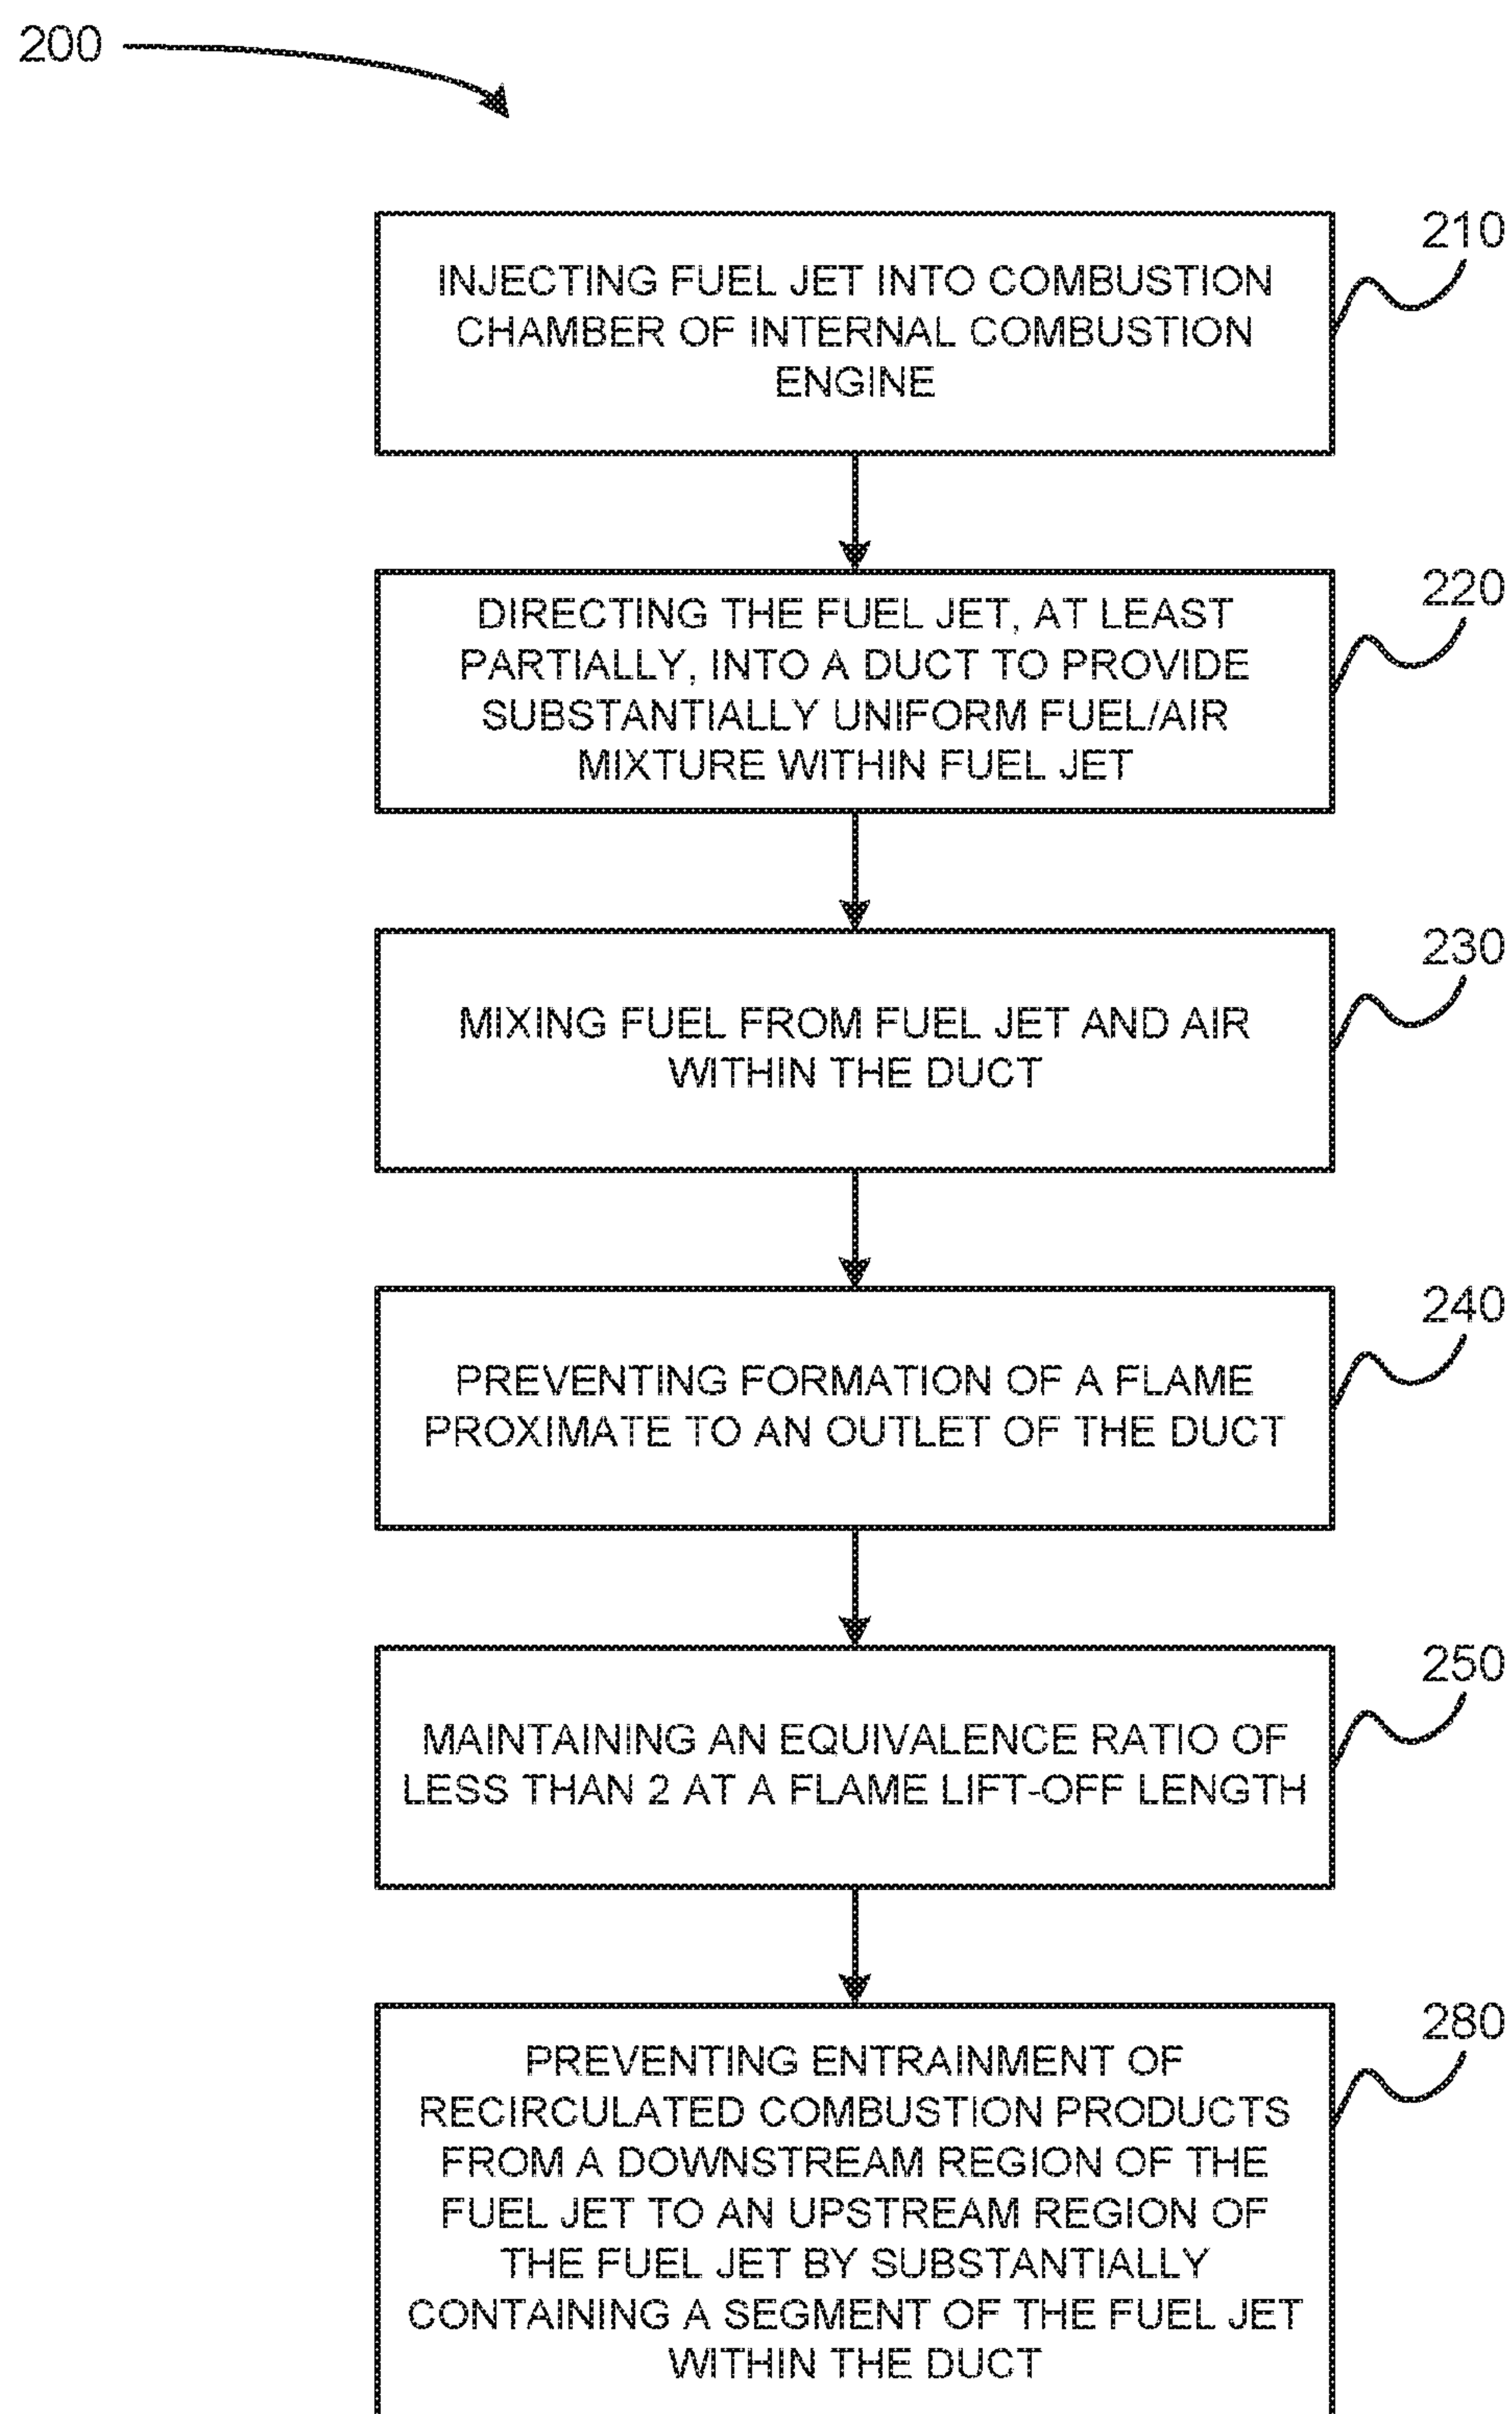 200
210
INJECTING FUEL JET INTO COMBUSTION
CHAMBER OF INTERNAL COMBUSTION
ENGINE
220
DIRECTING THE FUEL JET, AT LEAST
PARTIALLY, INTO A DUCT TO PROVIDE
SUBSTANTIALLY UNIFORM FUEL/AIR
MIXTURE WITHIN FUEL JET
230
MIXING FUEL FROM FUEL JET AND AIR
WITHIN THE DUCT
240
PREVENTING FORMATION OF A FLAME
PROXIMATE TO AN OUTLET OF THE DUCT
250
MAINTAINING AN EQUIVALENCE RATIO OF
LESS THAN 2 AT A FLAME LIFT-OFF LENGTH
280
PREVENTING ENTRAINMENT OF
RECIRCULATED COMBUSTION PRODUCTS
FROM A DOWNSTREAM REGION OF THE
FUEL JET TO AN UPSTREAM REGION OF
THE FUEL JET BY SUBSTANTIALLY
CONTAINING A SEGMENT OF THE FUEL JET
WITHIN THE DUCT